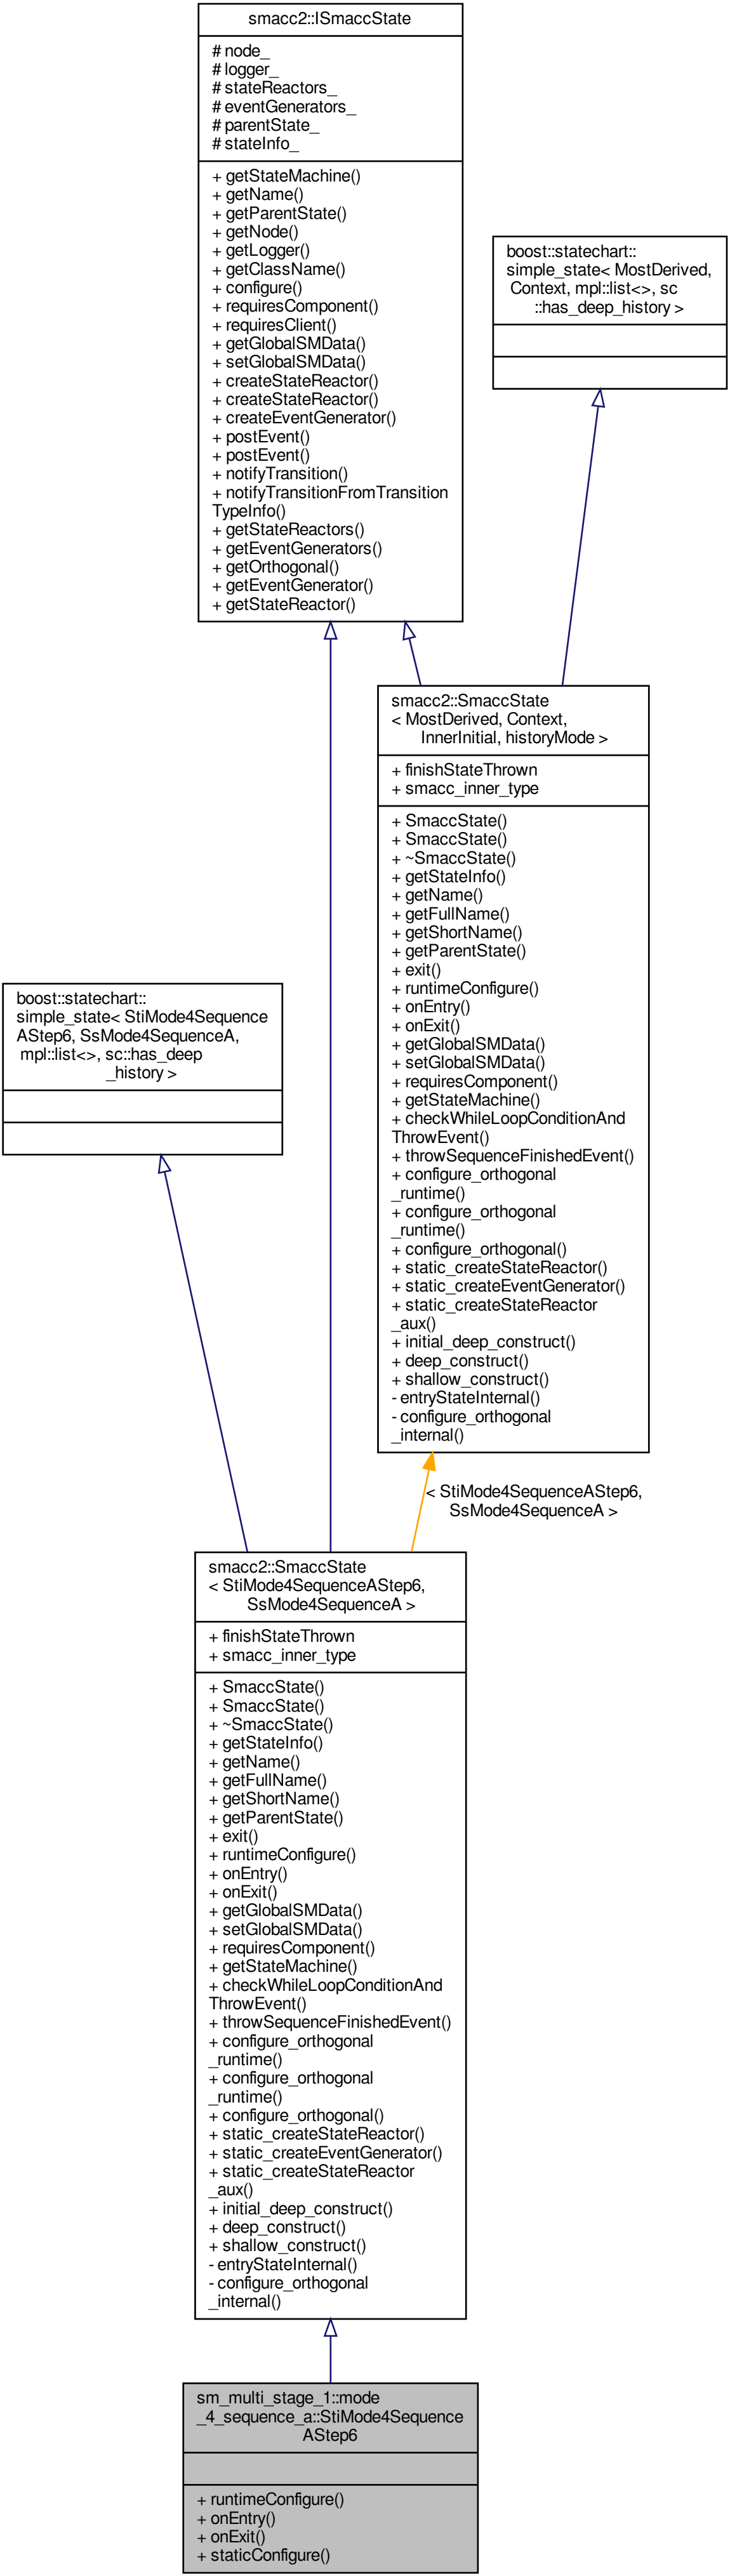 smacc2::ISmaccState
# node_
# logger_
# stateReactors_
# eventGenerators_
# parentState_
# stateInfo_
+ getStateMachine()
+ getName()
+ getParentState()
+ getNode()
+ getLogger()
+ getClassName()
+ configure()
+ requiresComponent()
+ requiresClient()
+ getGlobalSMData()
+ setGlobalSMData()
+ createStateReactor()
+ createStateReactor()
+ createEventGenerator()
+ postEvent()
+ postEvent()
+ notifyTransition()
+ notifyTransitionFromTransition
TypeInfo()
+ getStateReactors()
+ getEventGenerators()
+ getOrthogonal()
+ getEventGenerator()
+ getStateReactor()
boost::statechart::
simple_state< MostDerived,
Context, mpl::list<>, sc
::has_deep_history >
smacc2::SmaccState
< MostDerived, Context,
InnerInitial, historyMode >
+ finishStateThrown
+ smacc_inner_type
+ SmaccState()
+ SmaccState()
+ ~SmaccState()
+ getStateInfo()
+ getName()
+ getFullName()
+ getShortName()
+ getParentState()
+ exit()
+ runtimeConfigure()
+ onEntry()
+ onExit()
+ getGlobalSMData()
+ setGlobalSMData()
+ requiresComponent()
+ getStateMachine()
+ checkWhileLoopConditionAnd
ThrowEvent()
+ throwSequenceFinishedEvent()
+ configure_orthogonal
_runtime()
+ configure_orthogonal
_runtime()
+ configure_orthogonal()
+ static_createStateReactor()
+ static_createEventGenerator()
+ static_createStateReactor
_aux()
+ initial_deep_construct()
+ deep_construct()
+ shallow_construct()
- entryStateInternal()
- configure_orthogonal
_internal()
boost::statechart::
simple_state< StiMode4Sequence
AStep6, SsMode4SequenceA,
mpl::list<>, sc::has_deep
_history >
< StiMode4SequenceAStep6,
SsMode4SequenceA >
smacc2::SmaccState
< StiMode4SequenceAStep6,
SsMode4SequenceA >
+ finishStateThrown
+ smacc_inner_type
+ SmaccState()
+ SmaccState()
+ ~SmaccState()
+ getStateInfo()
+ getName()
+ getFullName()
+ getShortName()
+ getParentState()
+ exit()
+ runtimeConfigure()
+ onEntry()
+ onExit()
+ getGlobalSMData()
+ setGlobalSMData()
+ requiresComponent()
+ getStateMachine()
+ checkWhileLoopConditionAnd
ThrowEvent()
+ throwSequenceFinishedEvent()
+ configure_orthogonal
_runtime()
+ configure_orthogonal
_runtime()
+ configure_orthogonal()
+ static_createStateReactor()
+ static_createEventGenerator()
+ static_createStateReactor
_aux()
+ initial_deep_construct()
+ deep_construct()
+ shallow_construct()
- entryStateInternal()
- configure_orthogonal
_internal()
sm_multi_stage_1::mode
_4_sequence_a::StiMode4Sequence
AStep6
+ runtimeConfigure()
+ onEntry()
+ onExit()
+ staticConfigure()